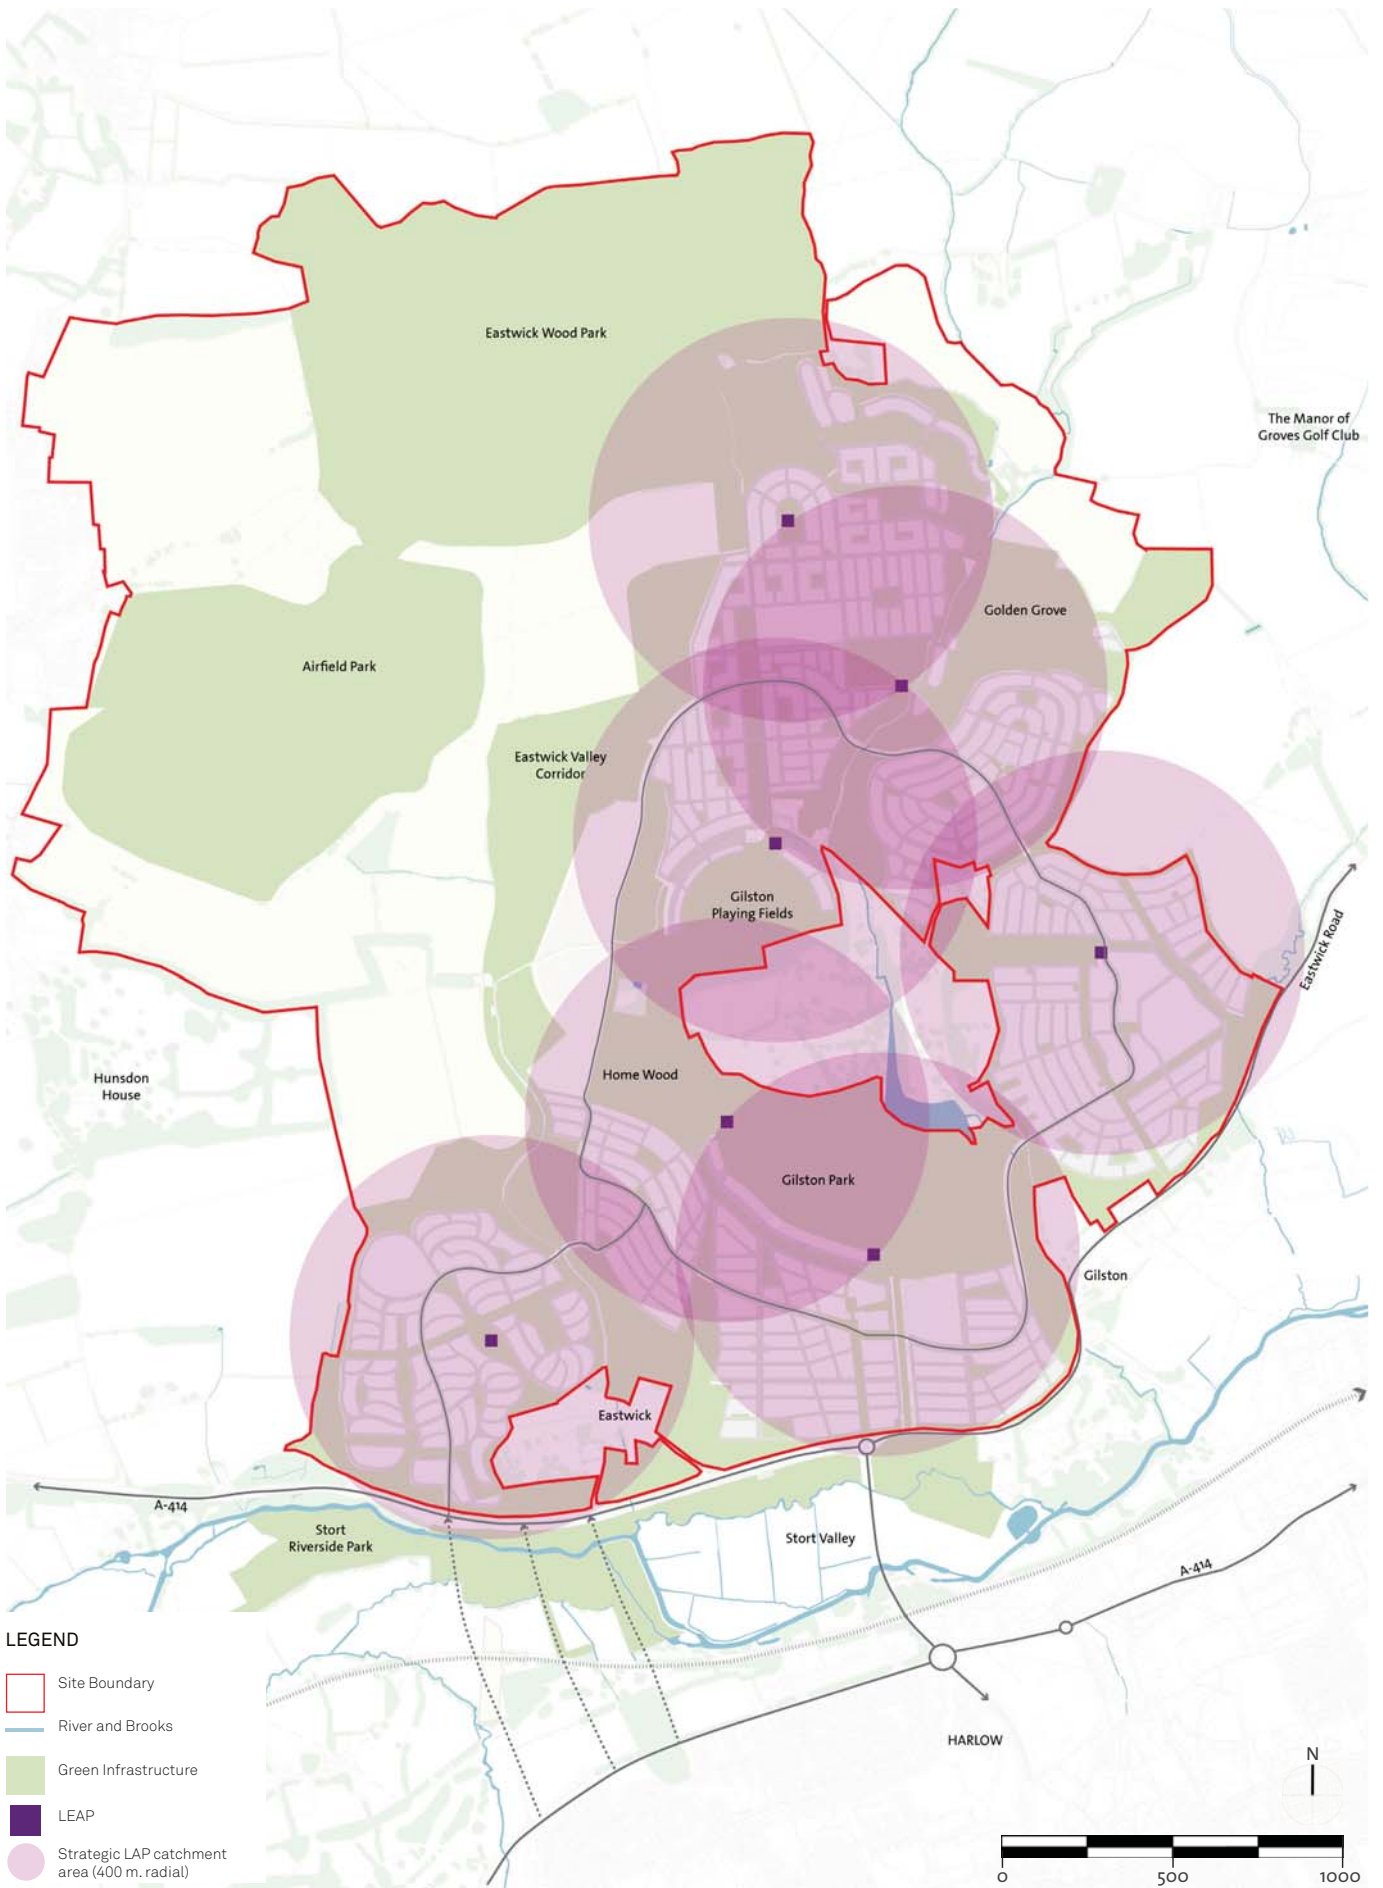 Eastwick Wood Park
The Manor of
Groves Golf Club
Golden Grove
Airfield Park
Eastwick Valley
Corridor
Gilston
Playing Fields
Eastwick Road
Hunsdon
House
Home Wood
Gilston Park
Gilston
Eastwick
A-414
Stort
Riverside Park
Stort Valley
A-414
HARLOW
LEGEND
Site Boundary
River and Brooks
Green Infrastructure
LEAP
Strategic LAP catchment
area (400 m. radial)
N
0 500 1000